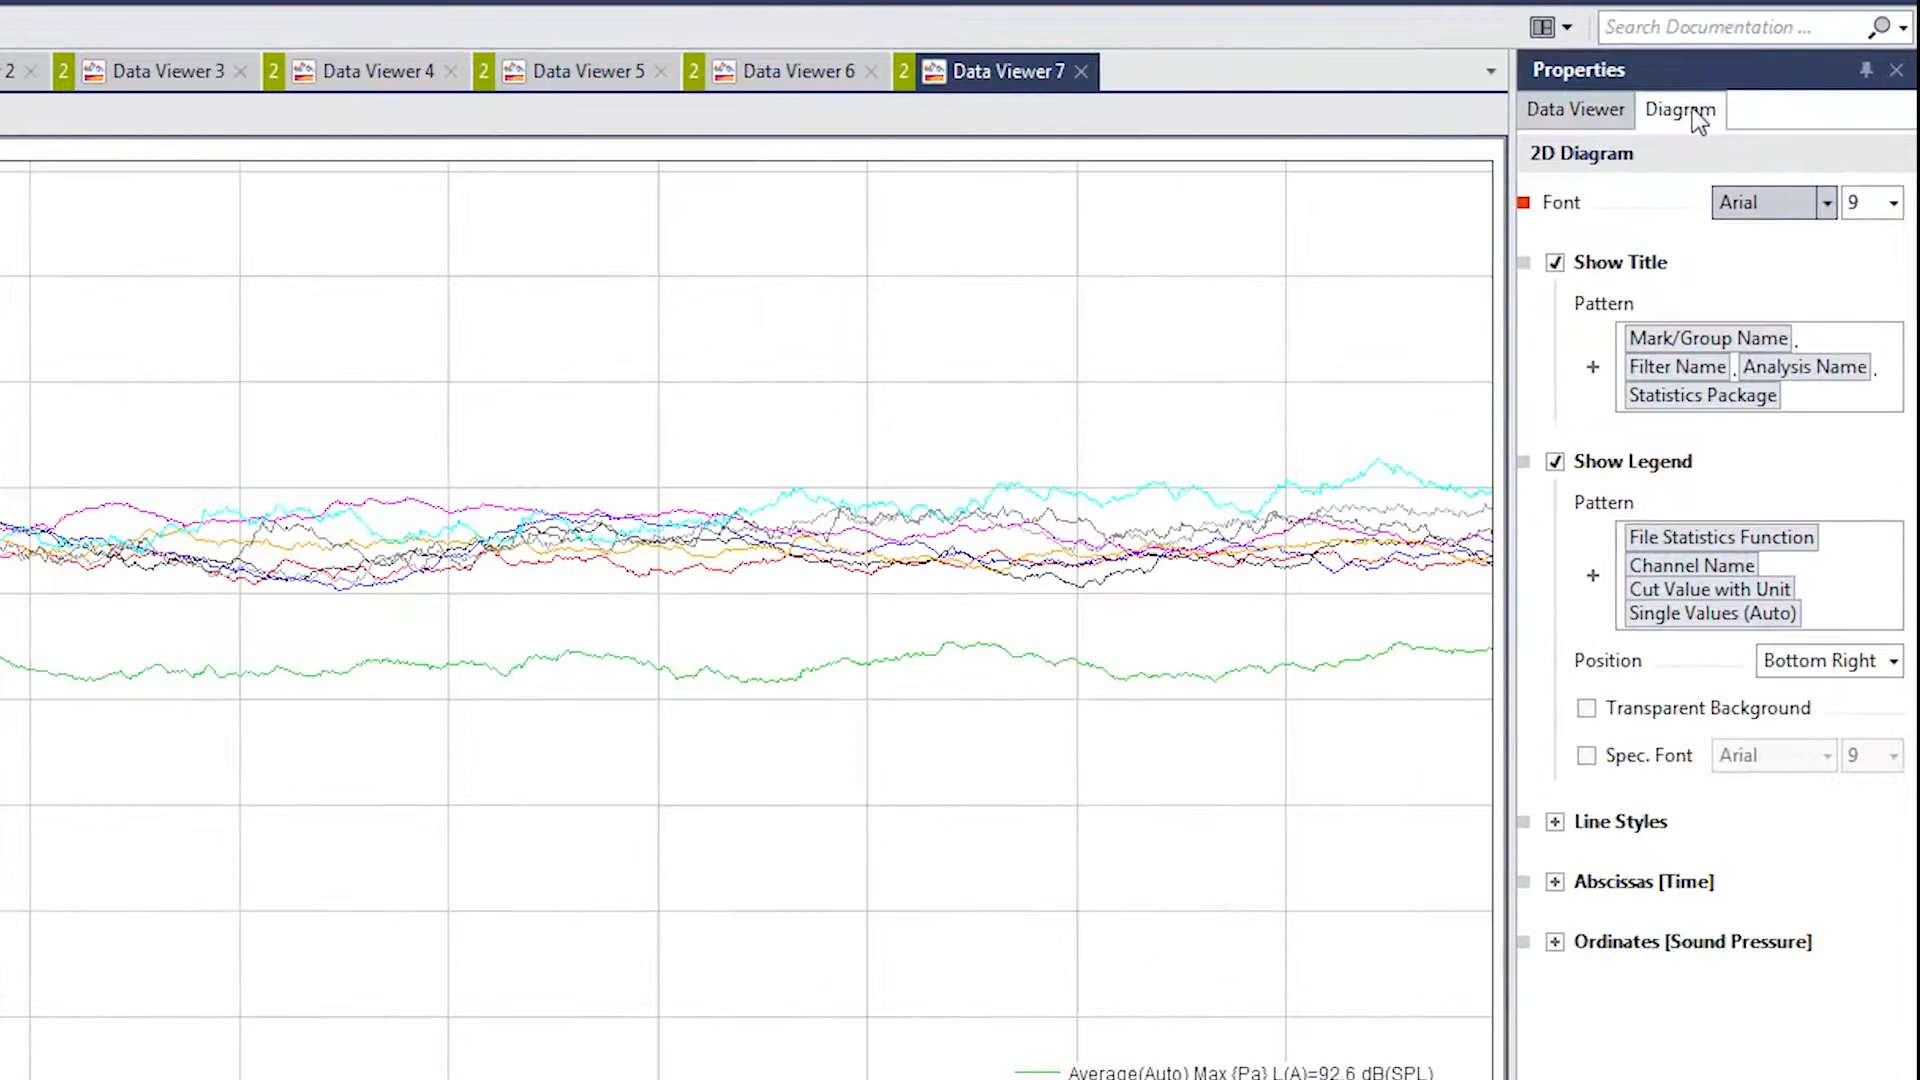 Search Documentation ...
2
2
Data Viewer 3
2
Data Viewer 4
2
Data Viewer 5
2
Data Viewer 6
2
Data Viewer 7
Properties
Data Viewer
Diagram
2D Diagram
Font
Arial
9
Show Title
Pattern
Mark/Group Name .
Filter Name . Analysis Name .
Statistics Package
Show Legend
Pattern
File Statistics Function
Channel Name
Cut Value with Unit
Single Values (Auto)
Position
Bottom Right
Transparent Background
Spec. Font
Arial
9
Line Styles
Abscissas [Time]
Ordinates [Sound Pressure]
Average(Auto) Max {Pa} L(A)=92.6 dB(SPL)